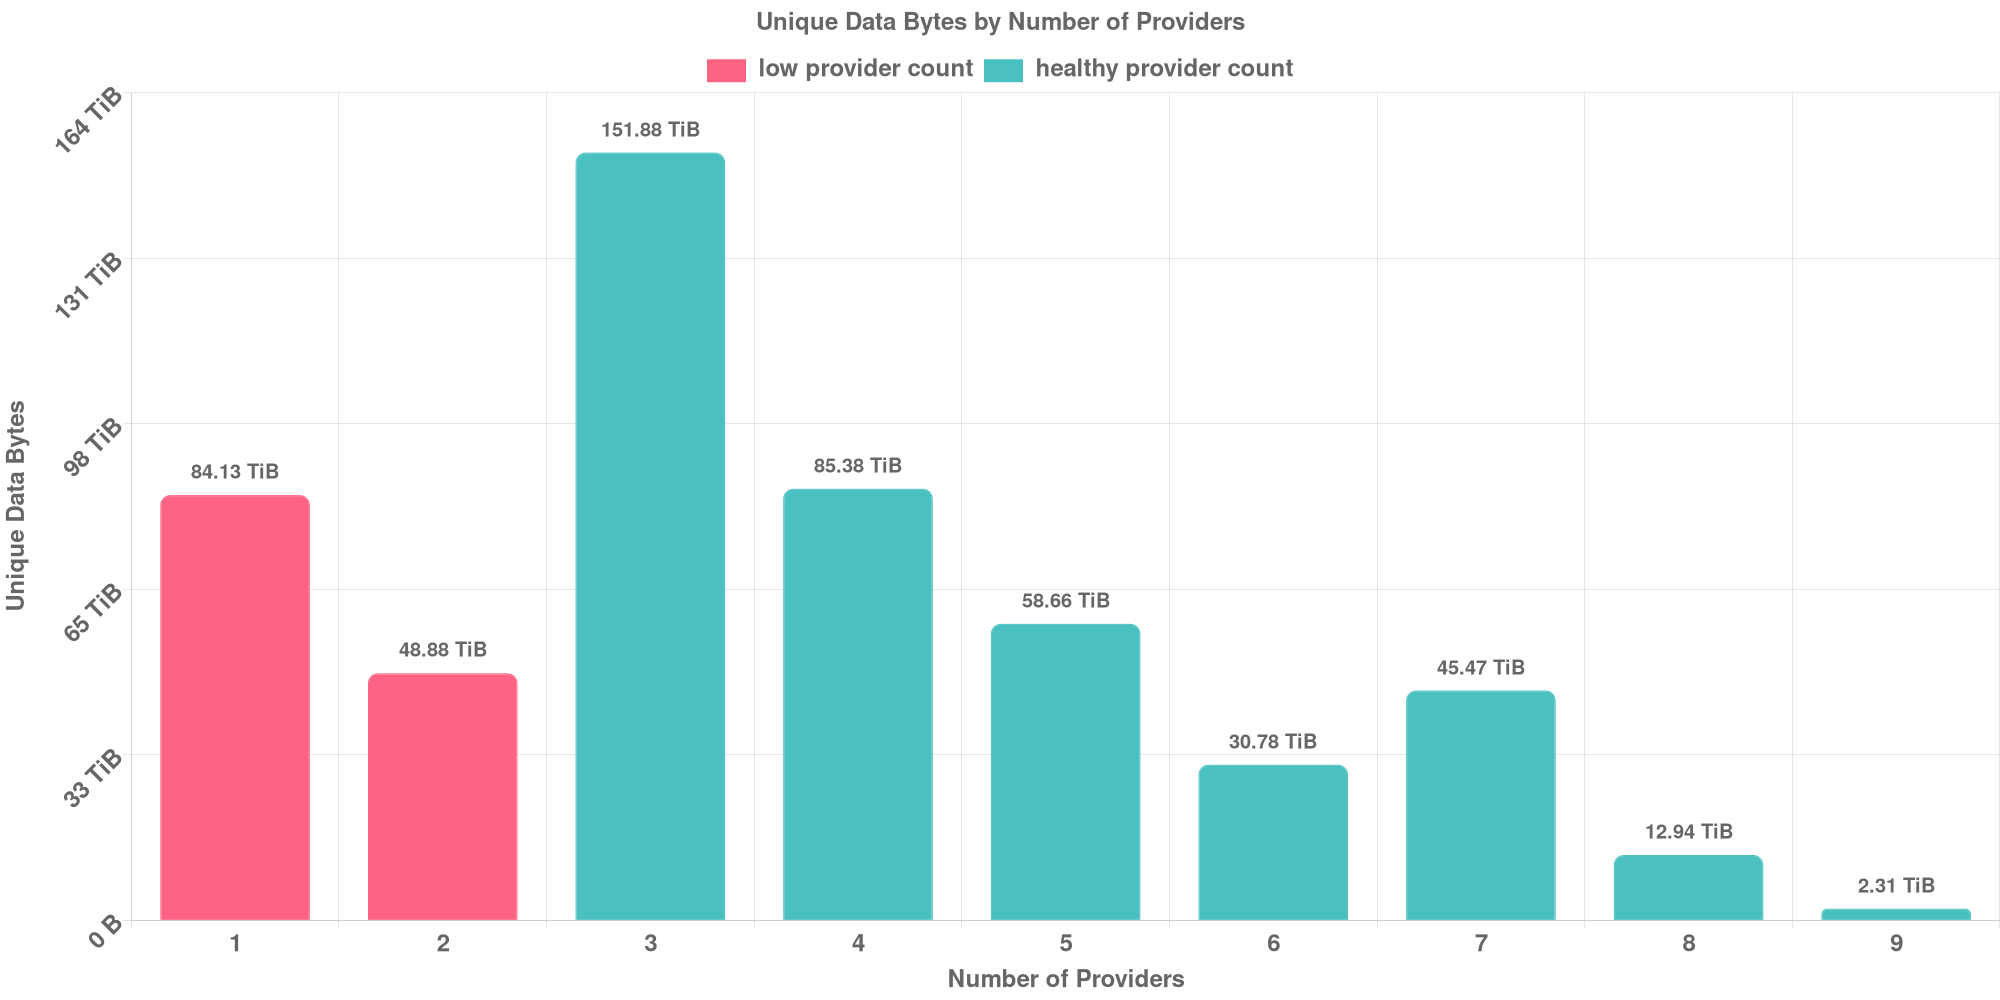 Unique Data Bytes by Number of Providers
low provider count healthy provider count
164 TiB
131 TiB
98 TiB
65 TiB
33 TiB
0 B
Unique Data Bytes
84.13 TiB
48.88 TiB
151.88 TiB
85.38 TiB
58.66 TiB
30.78 TiB
45.47 TiB
12.94 TiB
2.31 TiB
1 2 3 4 5 6 7 8 9
Number of Providers